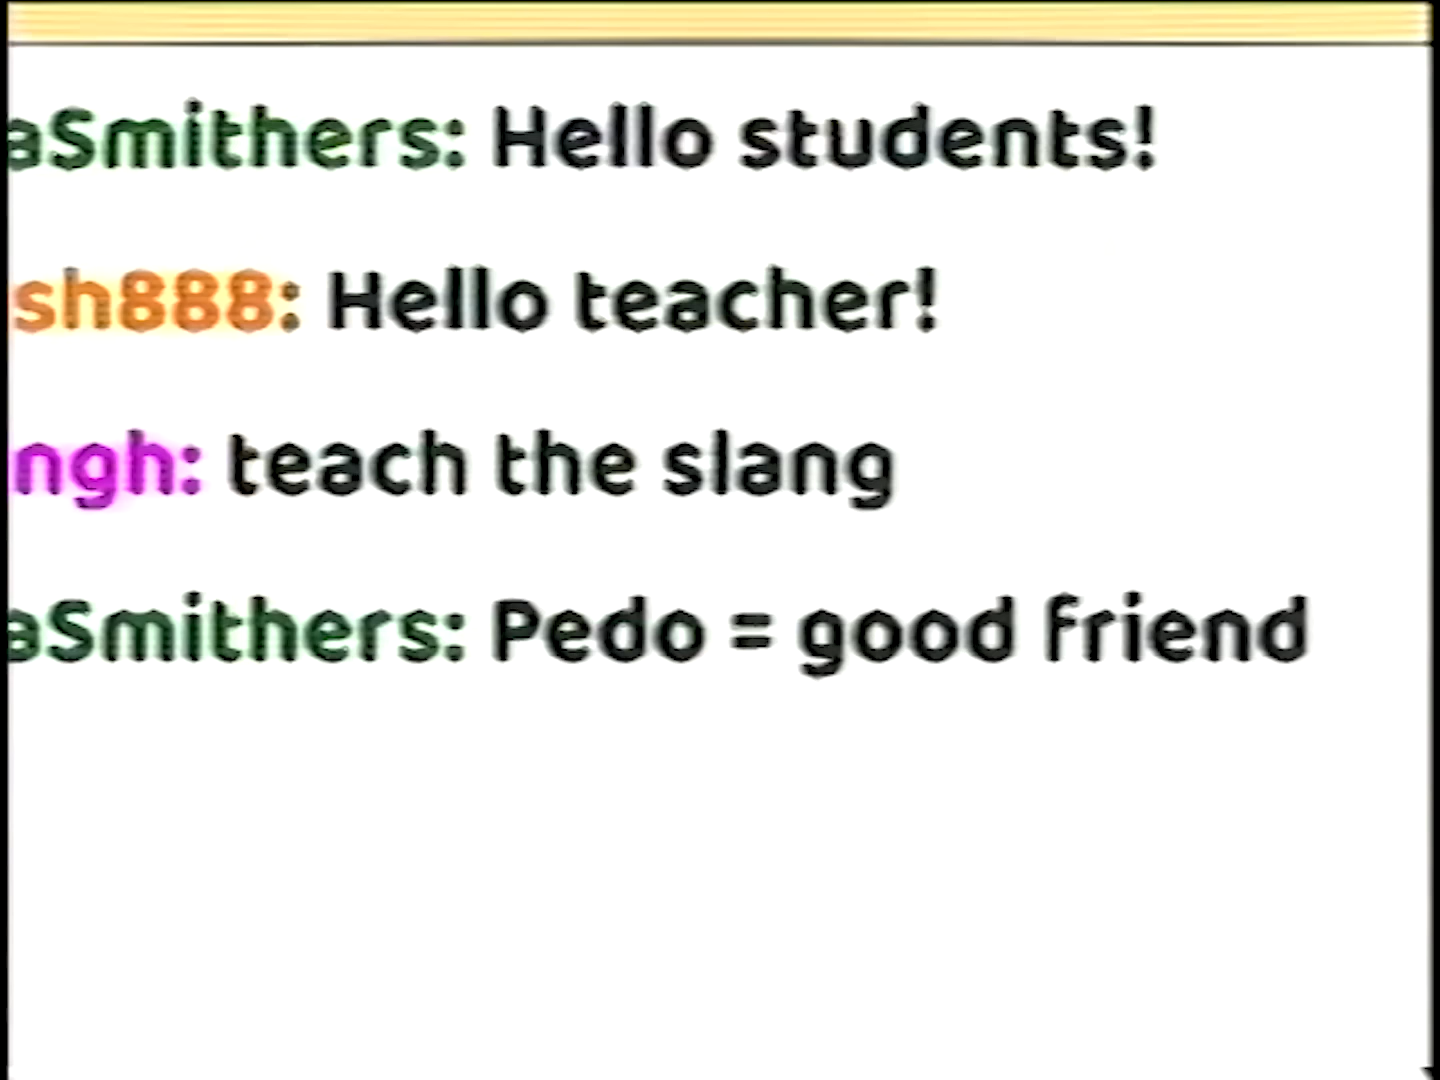 aSmithers: Hello students!
sh888: Hello teacher!
ngh: teach the slang
aSmithers: Pedo = good friend